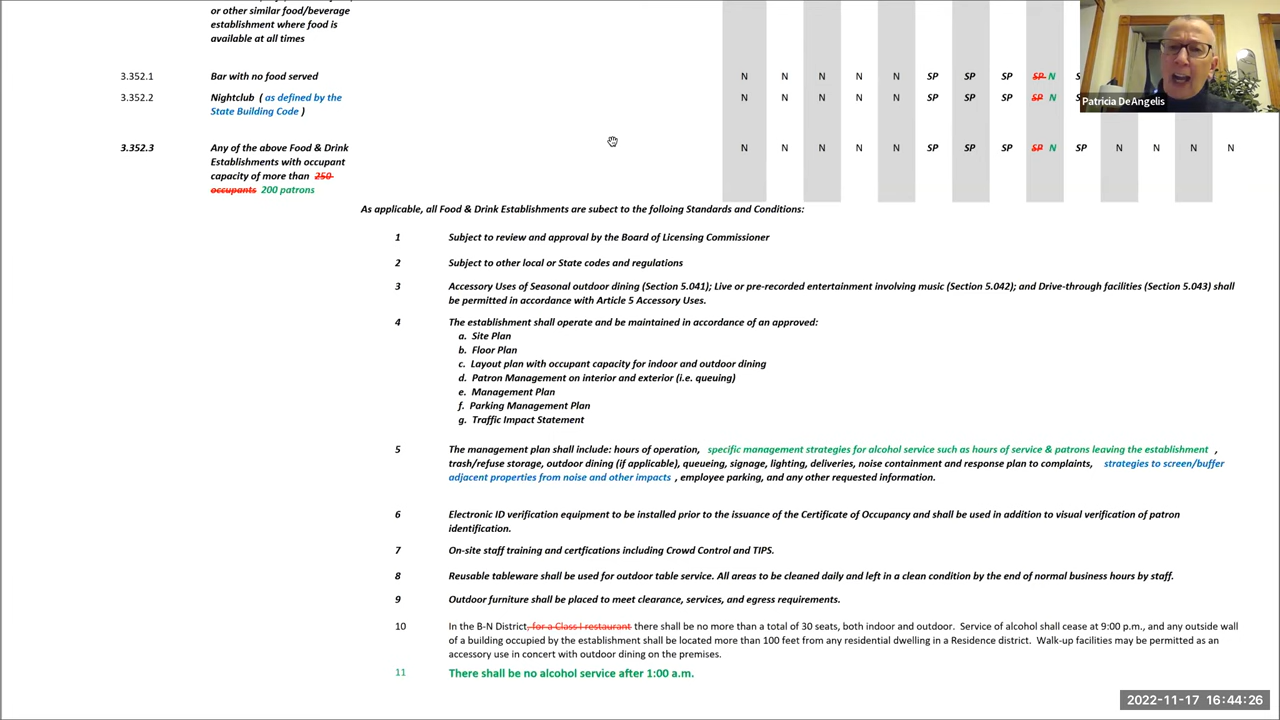 or other similar food/beverage
establishment where food is
available at all times
3.352.1 Bar with no food served N N N N N SP SP SP SP N
3.352.2 Nightclub ( as defined by the N N N N N SP SP SP SP N
State Building Code )
Patricia DeAngelis
3.352.3 Any of the above Food & Drink N N N N N SP SP SP SP N SP N N N N
Establishments with occupant
capacity of more than 250
occupants 200 patrons
As applicable, all Food & Drink Establishments are subect to the folloing Standards and Conditions:
1 Subject to review and approval by the Board of Licensing Commissioner
2 Subject to other local or State codes and regulations
3 Accessory Uses of Seasonal outdoor dining (Section 5.041); Live or pre-recorded entertainment involving music (Section 5.042); and Drive-through facilities (Section 5.043) shall
be permitted in accordance with Article 5 Accessory Uses.
4 The establishment shall operate and be maintained in accordance of an approved:
a. Site Plan
b. Floor Plan
c. Layout plan with occupant capacity for indoor and outdoor dining
d. Patron Management on interior and exterior (i.e. queuing)
e. Management Plan
f. Parking Management Plan
g. Traffic Impact Statement
5 The management plan shall include: hours of operation, specific management strategies for alcohol service such as hours of service & patrons leaving the establishment ,
trash/refuse storage, outdoor dining (if applicable), queueing, signage, lighting, deliveries, noise containment and response plan to complaints, strategies to screen/buffer
adjacent properties from noise and other impacts , employee parking, and any other requested information.
6 Electronic ID verification equipment to be installed prior to the issuance of the Certificate of Occupancy and shall be used in addition to visual verification of patron
identification.
7 On-site staff training and certfications including Crowd Control and TIPS.
8 Reusable tableware shall be used for outdoor table service. All areas to be cleaned daily and left in a clean condition by the end of normal business hours by staff.
9 Outdoor furniture shall be placed to meet clearance, services, and egress requirements.
10 In the B-N District, for a Class I restaurant there shall be no more than a total of 30 seats, both indoor and outdoor. Service of alcohol shall cease at 9:00 p.m., and any outside wall
of a building occupied by the establishment shall be located more than 100 feet from any residential dwelling in a Residence district. Walk-up facilities may be permitted as an
accessory use in concert with outdoor dining on the premises.
11 There shall be no alcohol service after 1:00 a.m.
2022-11-17 16:44:26